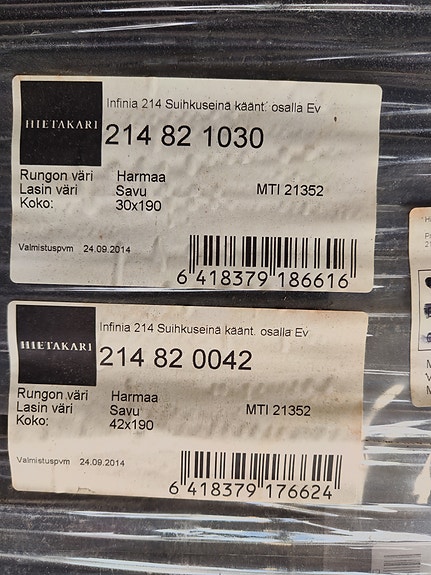 HIETAKARI
Infinia 214 Suihkuseinä käänt. osalla Ev
214 82 1030
Rungon väri Harmaa
Lasin väri Savu MTI 21352
Koko: 30x190
Valmistuspvm 24.09.2014
6 418379 186616
HIETAKARI
Infinia 214 Suihkuseinä käänt. osalla Ev
214 82 0042
Rungon väri Harmaa
Lasin väri Savu MTI 21352
Koko: 42x190
Valmistuspvm 24.09.2014
6 418379 176624